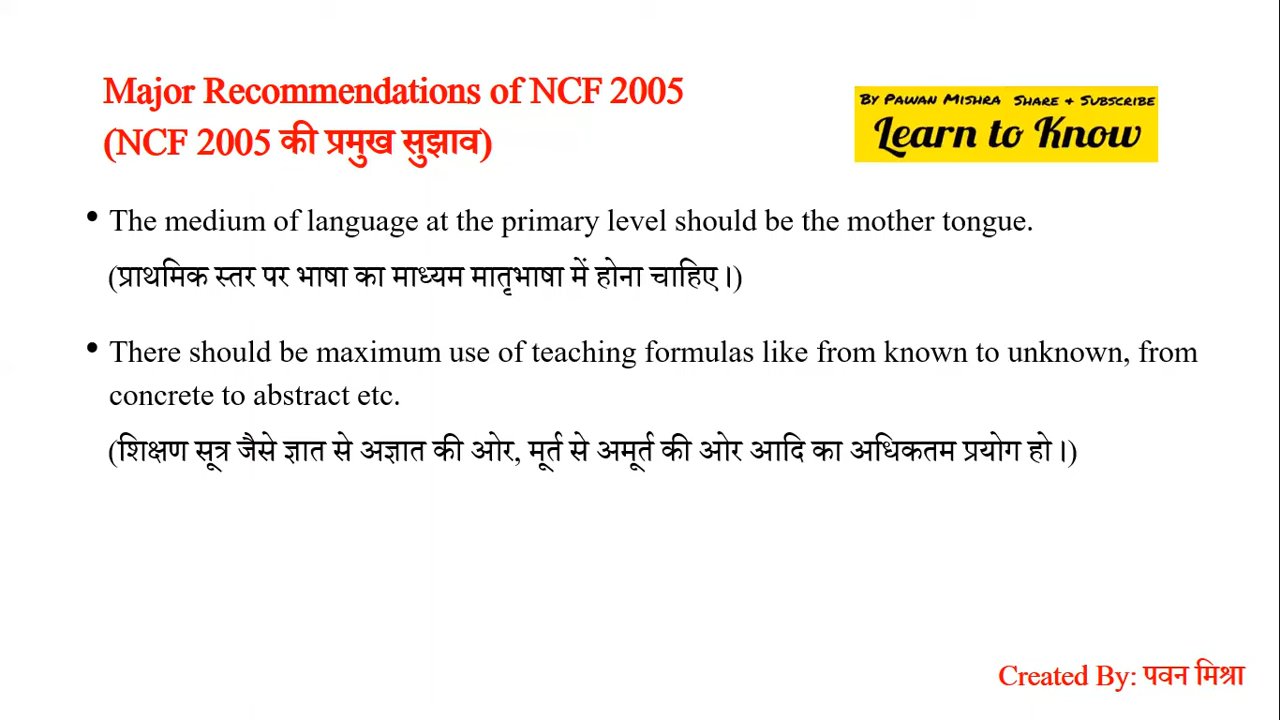 Major Recommendations of NCF 2005
(NCF 2005 की प्रमुख सुझाव)
By Pawan Mishra Share + Subscribe
Learn to Know
• The medium of language at the primary level should be the mother tongue.
(प्राथमिक स्तर पर भाषा का माध्यम मातृभाषा में होना चाहिए।)
• There should be maximum use of teaching formulas like from known to unknown, from
concrete to abstract etc.
(शिक्षण सूत्र जैसे ज्ञात से अज्ञात की ओर, मूर्त से अमूर्त की ओर आदि का अधिकतम प्रयोग हो।)
Created By: पवन मिश्रा